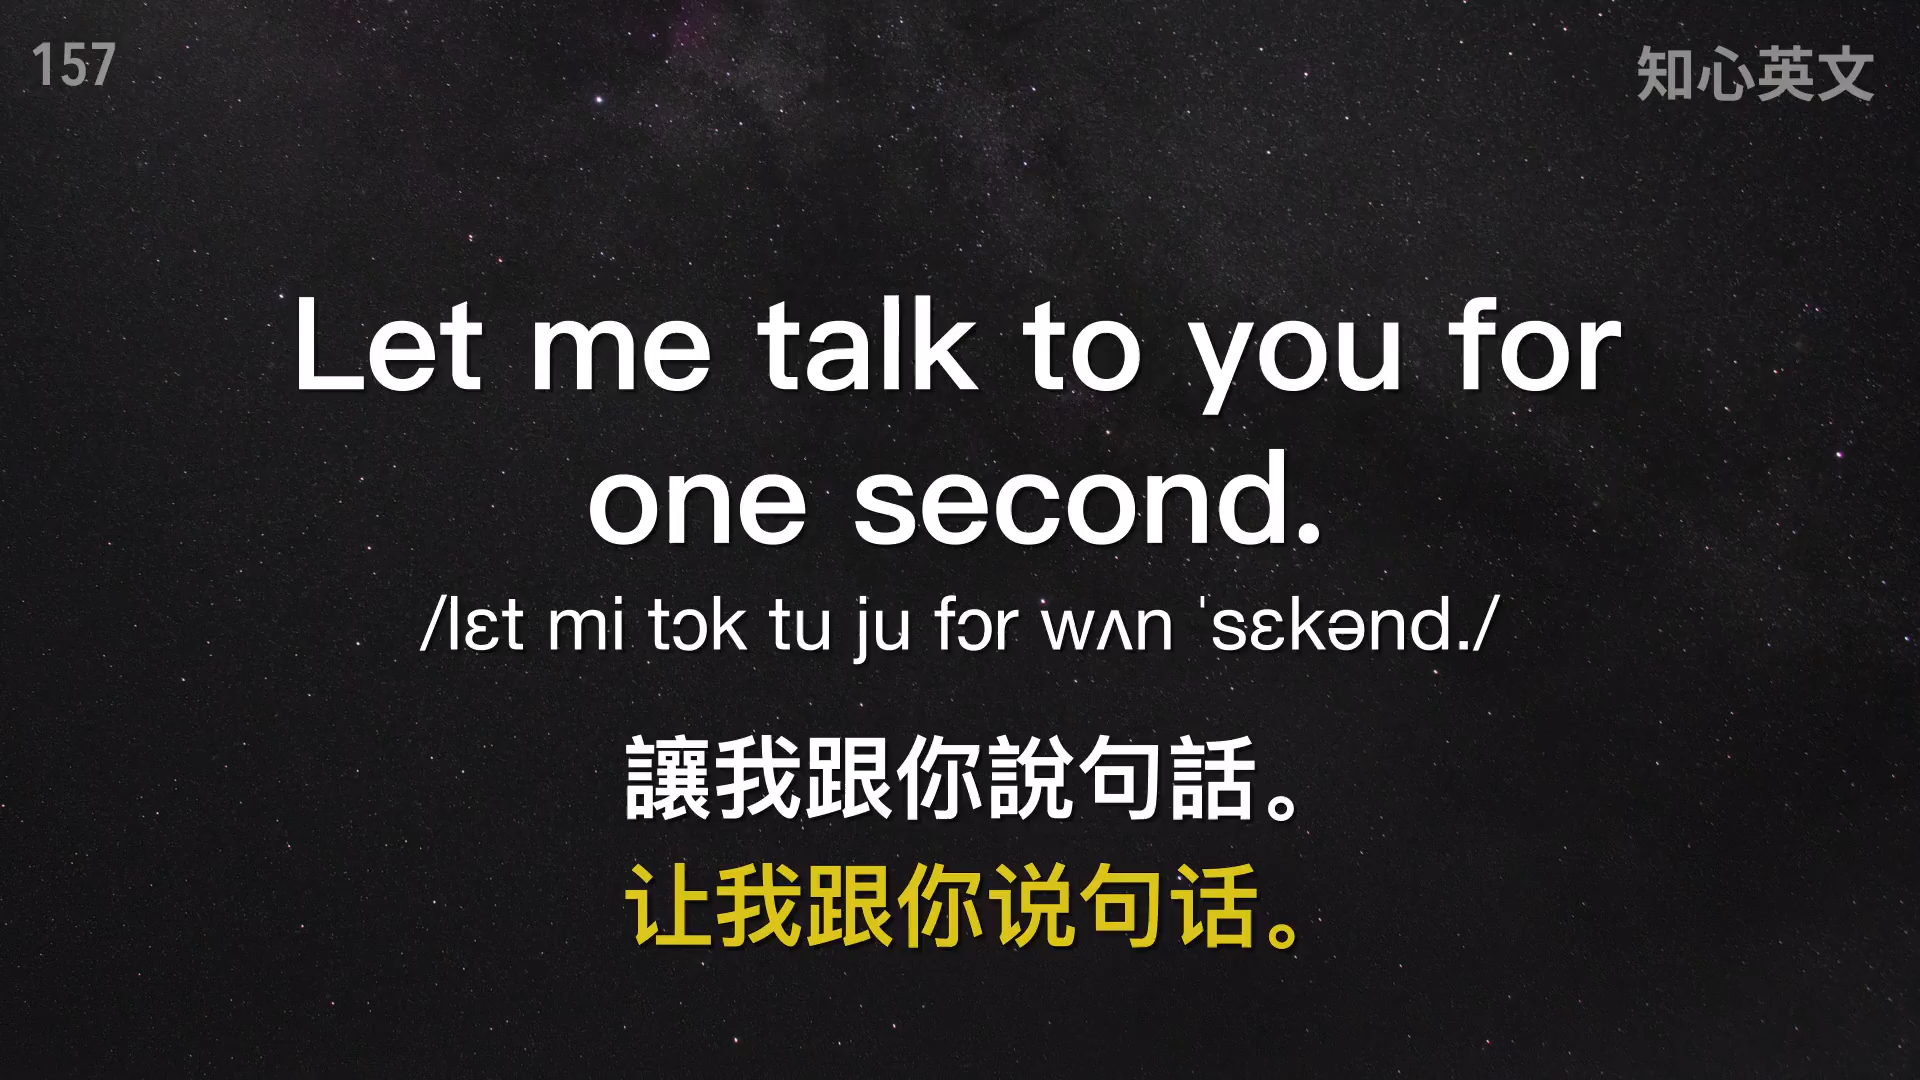 157
知心英文
Let me talk to you for
one second.
/lɛt mi tɔk tu ju fɔr wʌn ˈsɛkənd./
讓我跟你說句話。
让我跟你说句话。